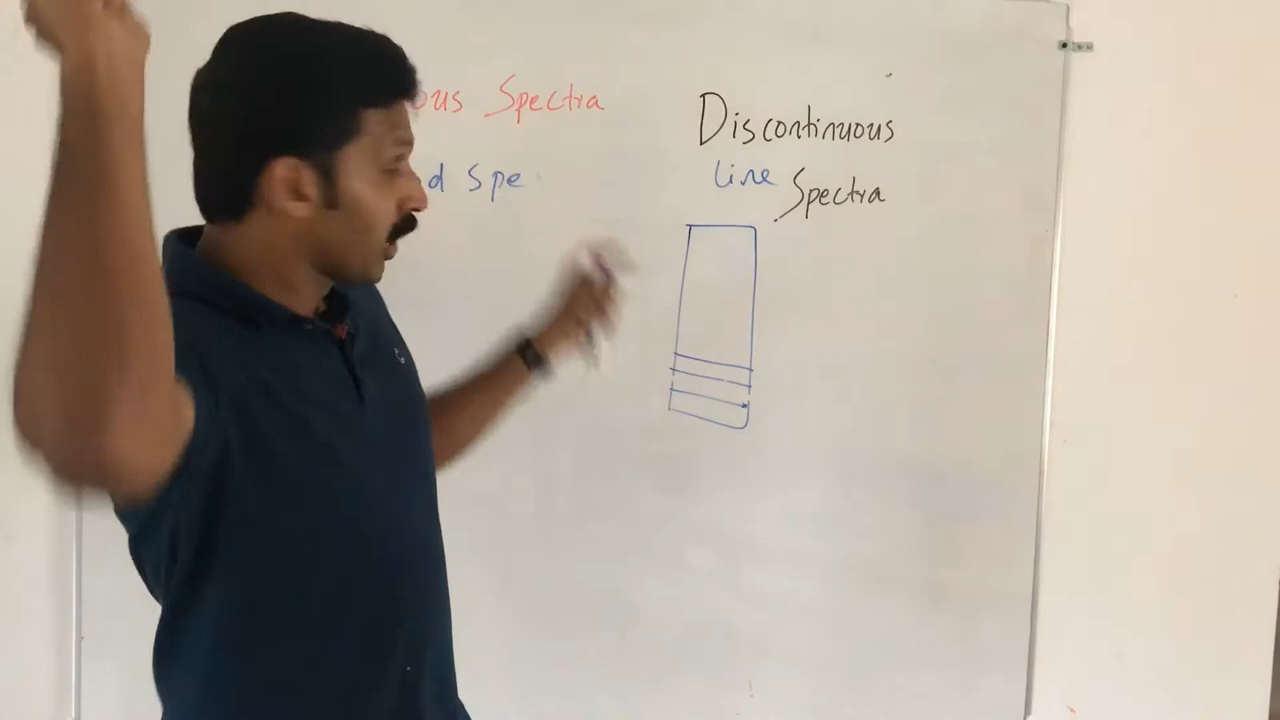 ous Spectra
d Spe
Discontinuous
Line
Spectra